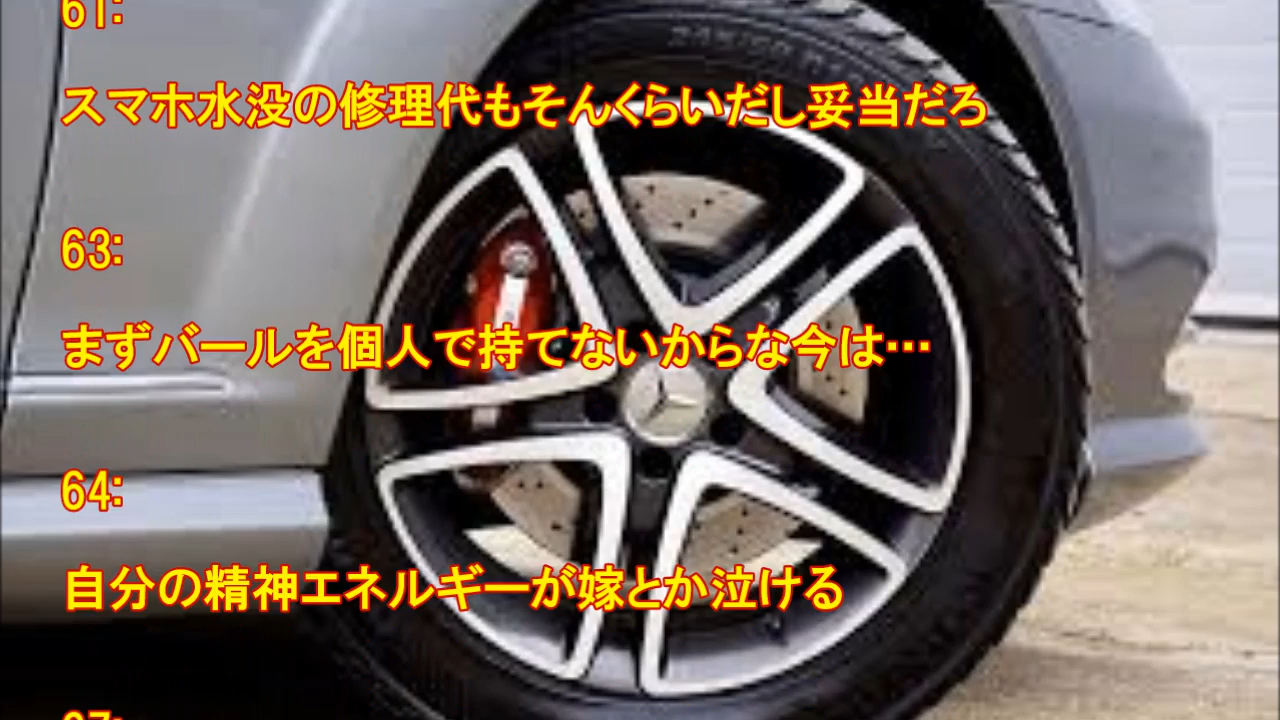 61:
スマホ水没の修理代もそんくらいだし妥当だろ
63:
まずバールを個人で持てないからな今は…
64:
自分の精神エネルギーが嫁とか泣ける